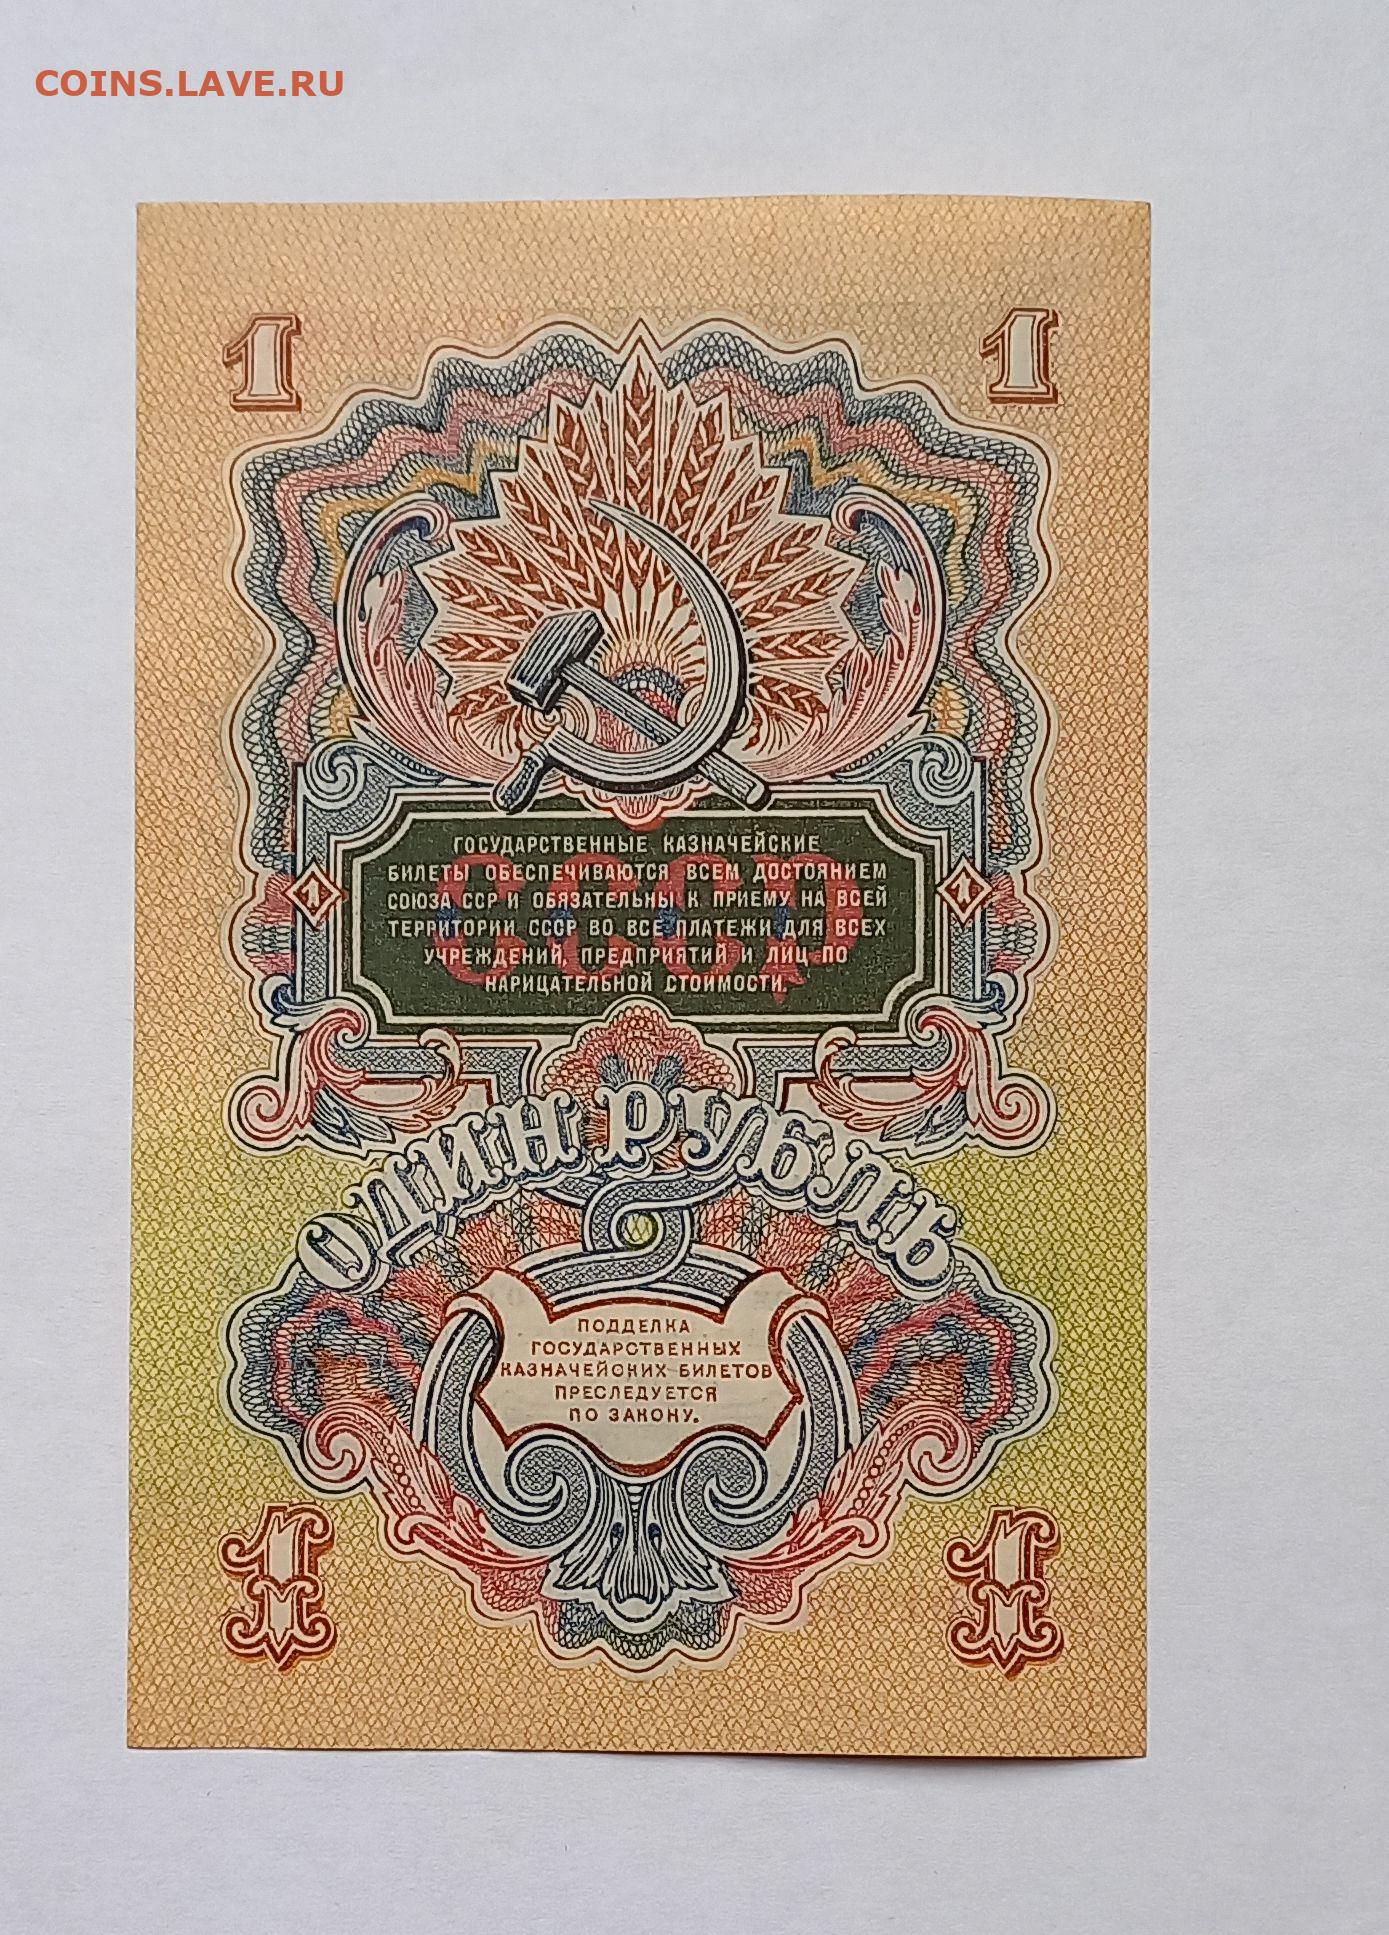 COINS.LAVE.RU
1 1
ГОСУДАРСТВЕННЫЕ КАЗНАЧЕЙСКИЕ
БИЛЕТЫ ОБЕСПЕЧИВАЮТСЯ ВСЕМ ДОСТОЯНИЕМ
СОЮЗА ССР И ОБЯЗАТЕЛЬНЫ К ПРИЕМУ НА ВСЕЙ
1 1
ТЕРРИТОРИИ СССР ВО ВСЕ ПЛАТЕЖИ ДЛЯ ВСЕХ
УЧРЕЖДЕНИЙ, ПРЕДПРИЯТИЙ И ЛИЦ ПО
НАРИЦАТЕЛЬНОЙ СТОИМОСТИ.
СССР
ОДИН РУБЛЬ
ПОДДЕЛКА
ГОСУДАРСТВЕННЫХ
КАЗНАЧЕЙСКИХ БИЛЕТОВ
ПРЕСЛЕДУЕТСЯ
ПО ЗАКОНУ.
1 1